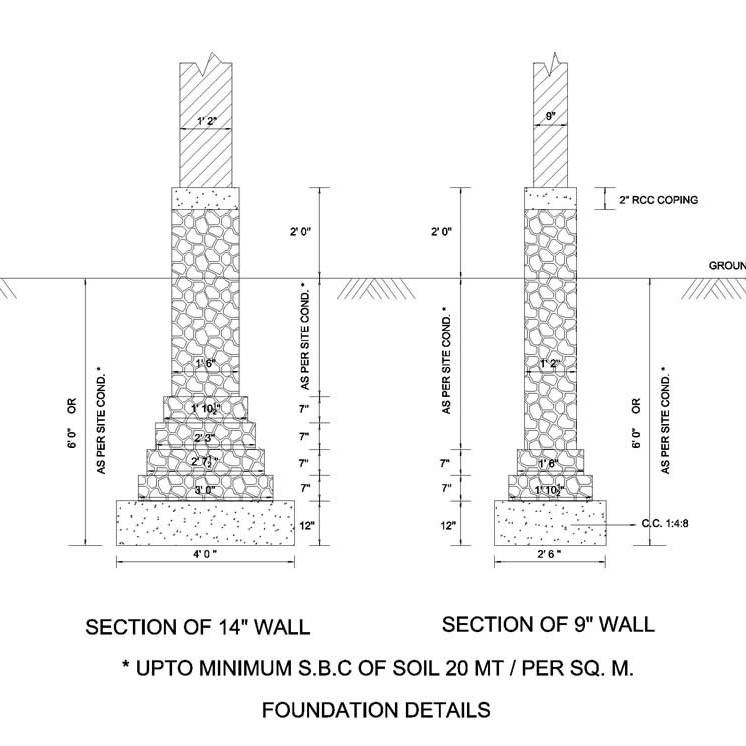 1' 2"
9"
2' 0"
2' 0"
2" RCC COPING
GROUN
6' 0" OR
AS PER SITE COND. *
AS PER SITE COND. *
AS PER SITE COND. *
6' 0" OR
AS PER SITE COND. *
1' 6"
1' 2"
1' 10½" 7"
2' 3" 7"
2' 7½" 7"
3' 0" 7"
12"
7" 1' 6"
7" 1' 10½"
12" C.C. 1:4:8
4' 0"
2' 6"
SECTION OF 14" WALL
SECTION OF 9" WALL
* UPTO MINIMUM S.B.C OF SOIL 20 MT / PER SQ. M.
FOUNDATION DETAILS